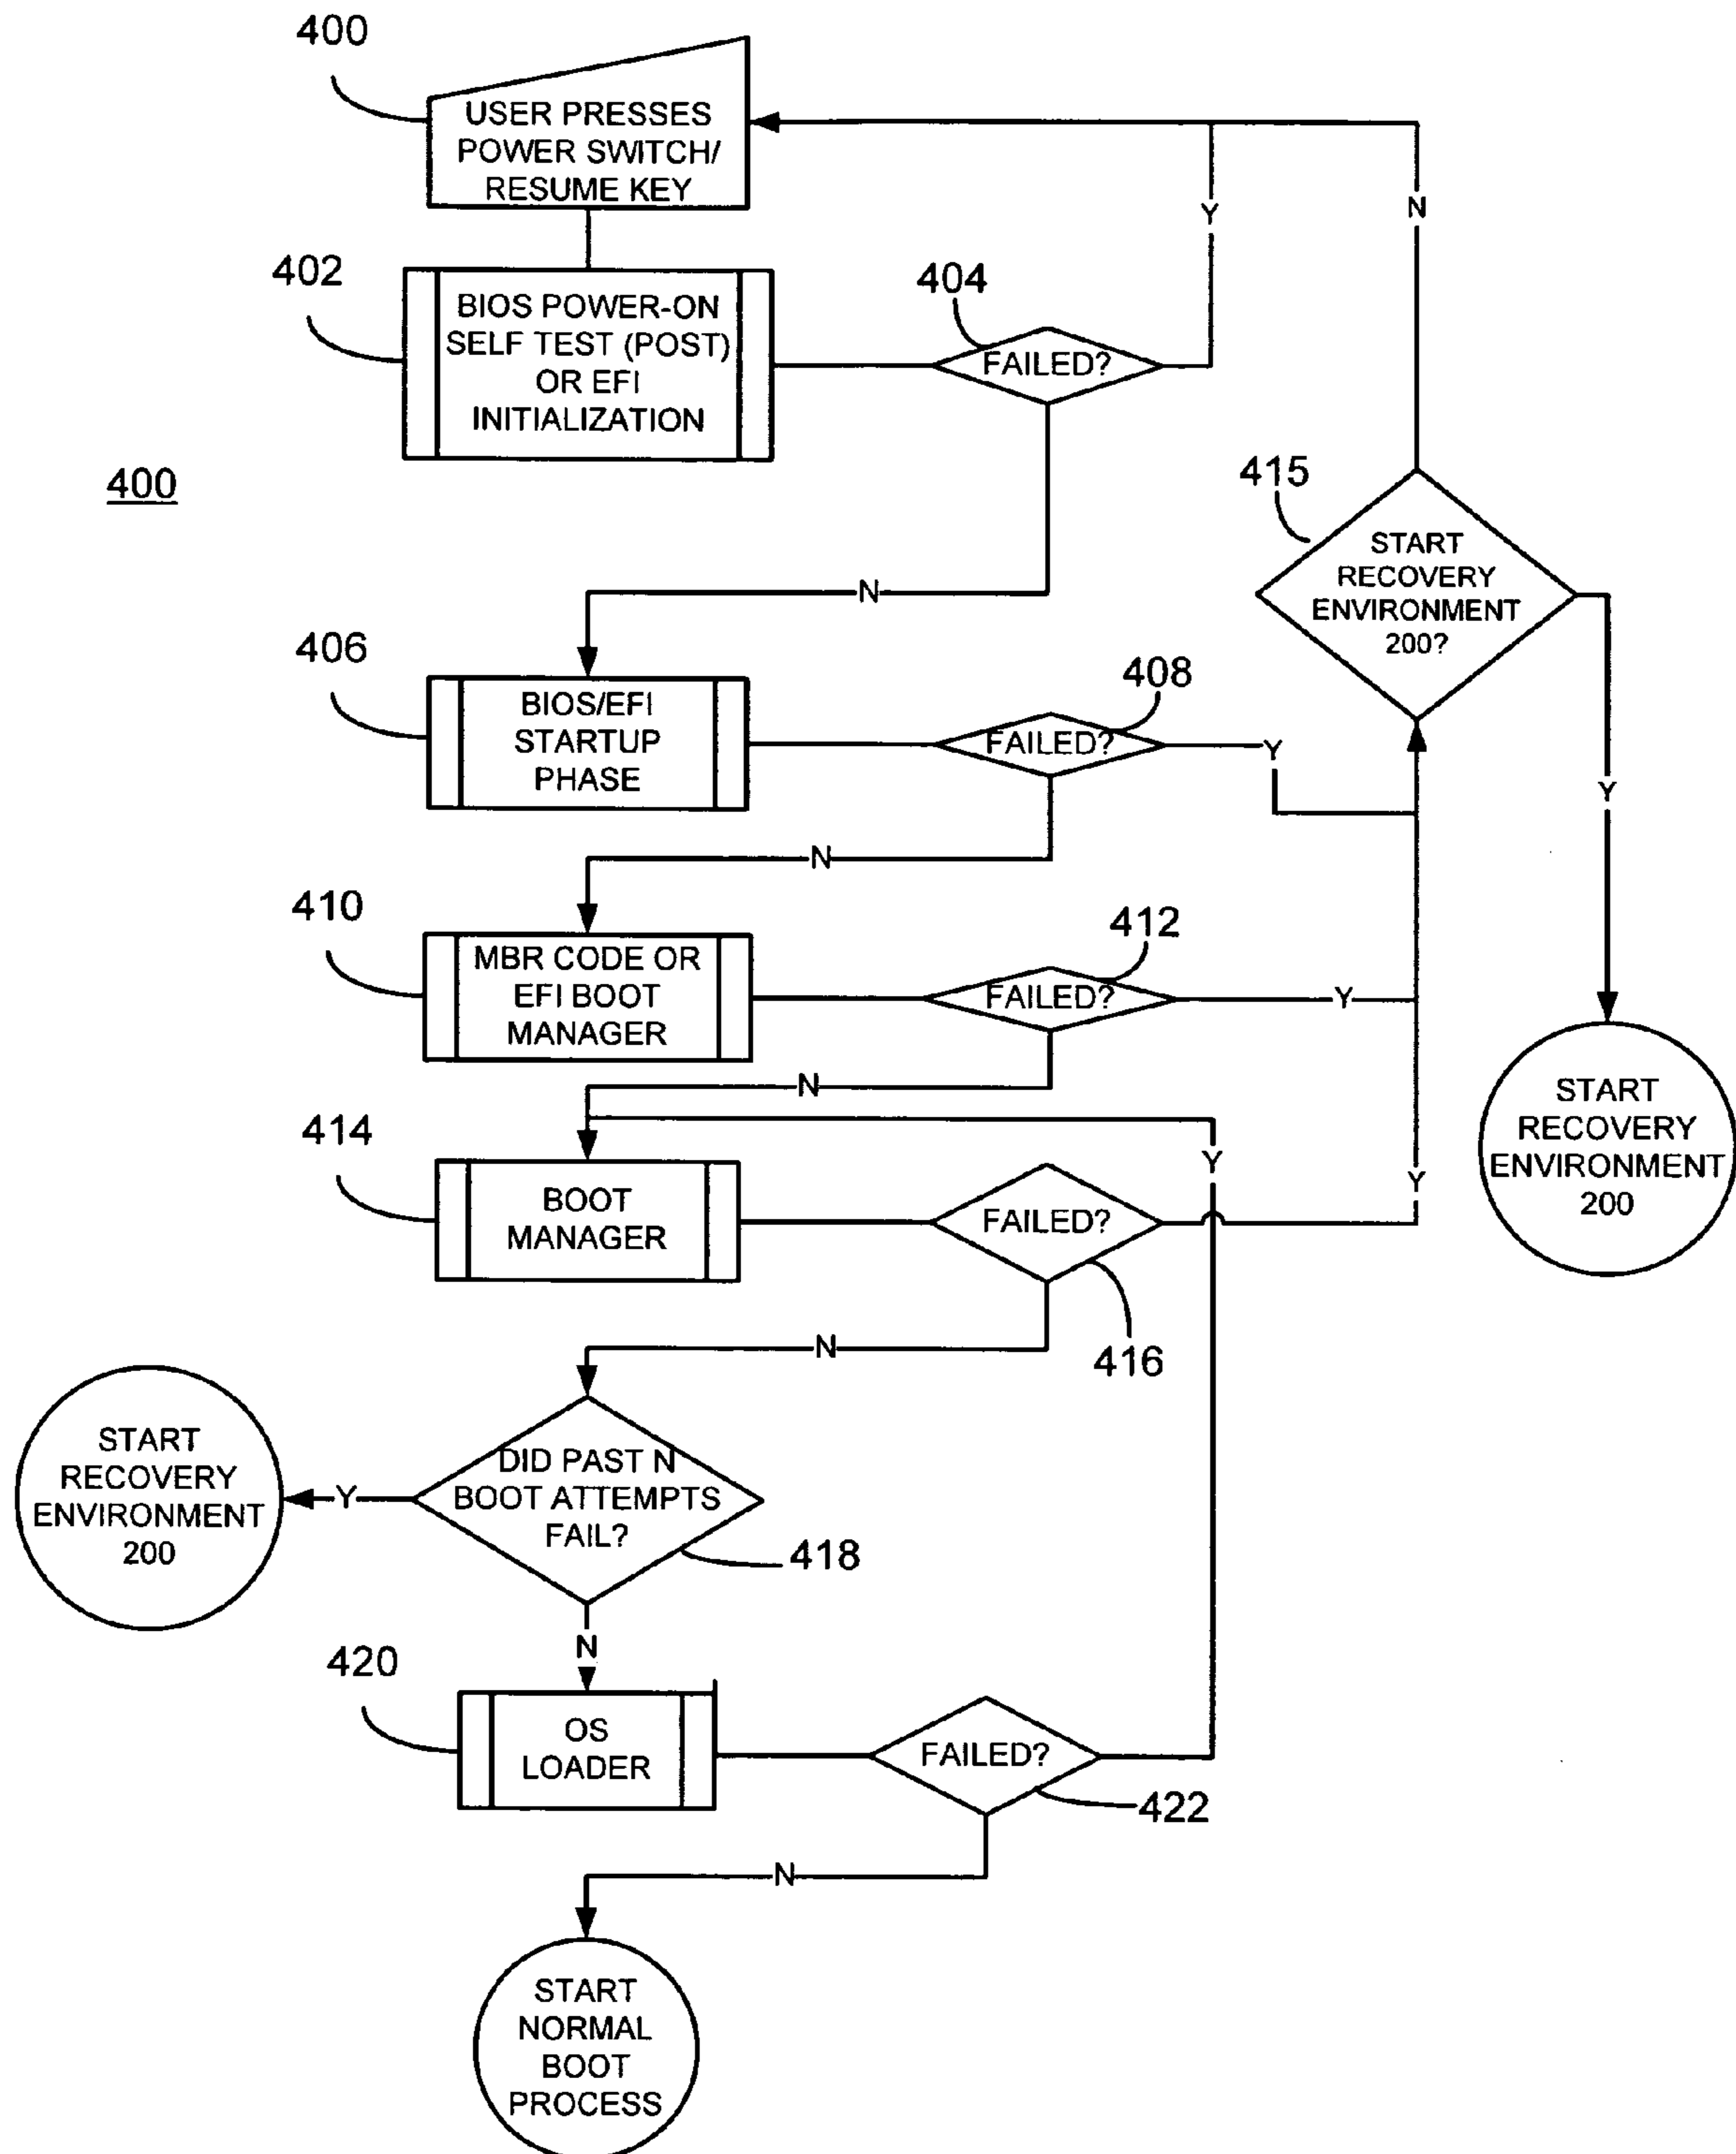 400
USER PRESSES
POWER SWITCH/
RESUME KEY
Y
N
402
BIOS POWER-ON
SELF TEST (POST)
OR EFI
INITIALIZATION
404
FAILED?
400
N
415
START
RECOVERY
ENVIRONMENT
200?
406
BIOS/EFI
STARTUP
PHASE
408
FAILED?
Y
Y
N
410
MBR CODE OR
EFI BOOT
MANAGER
412
FAILED?
Y
N
START
RECOVERY
ENVIRONMENT
200
414
BOOT
MANAGER
FAILED?
Y
Y
416
N
START
RECOVERY
ENVIRONMENT
200
Y
DID PAST N
BOOT ATTEMPTS
FAIL?
418
N
420
OS
LOADER
FAILED?
422
N
START
NORMAL
BOOT
PROCESS